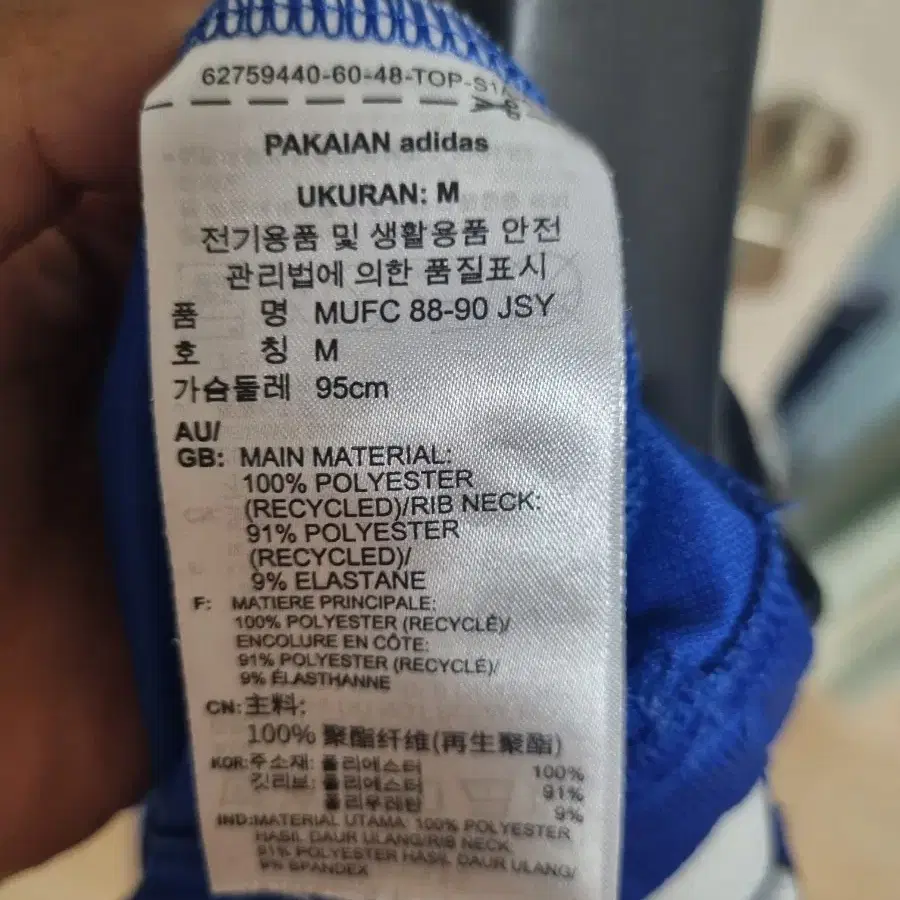 62759440-60-48-TOP-S1
PAKAIAN adidas
UKURAN: M
전기용품 및 생활용품 안전
관리법에 의한 품질표시
품 명 MUFC 88-90 JSY
호 칭 M
가슴둘레 95cm
AU/
GB: MAIN MATERIAL:
100% POLYESTER
(RECYCLED)/RIB NECK:
91% POLYESTER
(RECYCLED)/
9% ELASTANE
F: MATIERE PRINCIPALE:
100% POLYESTER (RECYCLÉ)/
ENCOLURE EN CÔTE:
91% POLYESTER (RECYCLÉ)/
9% ÉLASTHANNE
CN: 主料:
100% 聚酯纤维(再生聚酯)
KOR: 주소재: 폴리에스터 100%
깃리브: 폴리에스터 91%
폴리우레탄 9%
IND: MATERIAL UTAMA: 100% POLYESTER
HASIL DAUR ULANG/RIB NECK:
91% POLYESTER HASIL DAUR ULANG/
9% SPANDEX